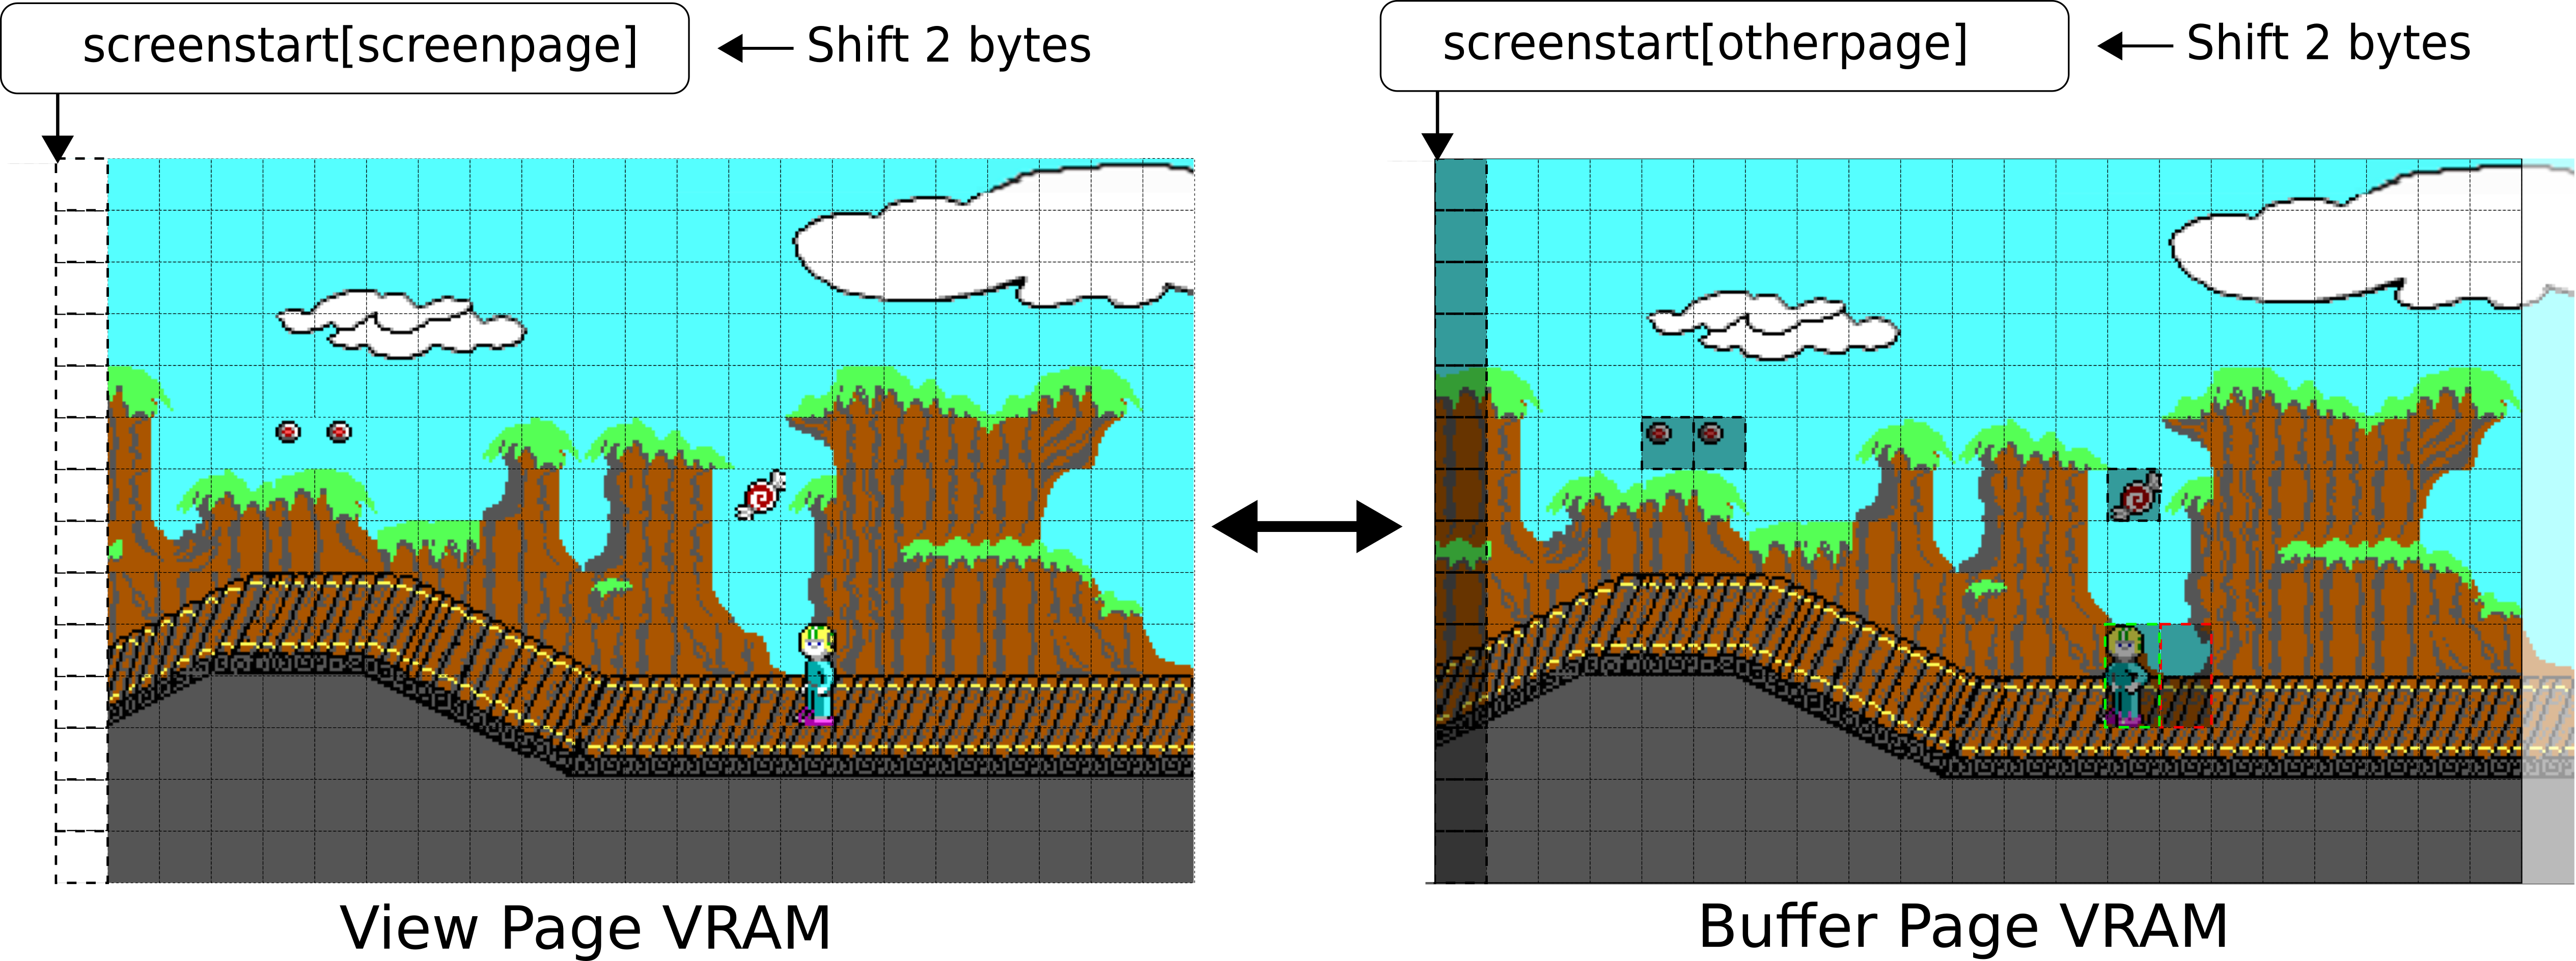 screenstart[screenpage]
Shift 2 bytes
screenstart[otherpage]
Shift 2 bytes
View Page VRAM
Buffer Page VRAM